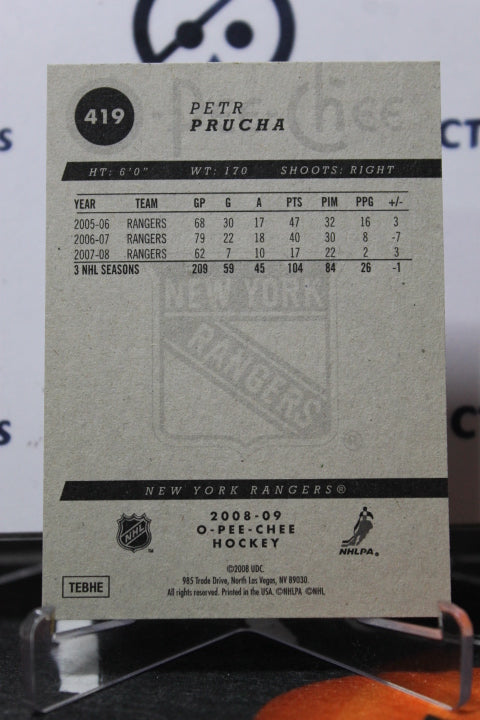 419
PETR
PRUCHA
O-Pee-Chee
HT: 6'0" WT: 170 SHOOTS: RIGHT
YEAR TEAM GP G A PTS PIM PPG +/-
2005-06 RANGERS 68 30 17 47 32 16 3
2006-07 RANGERS 79 22 18 40 30 8 -7
2007-08 RANGERS 62 7 10 17 22 2 3
3 NHL SEASONS 209 59 45 104 84 26 -1
NEW YORK
RANGERS
®
NEW YORK RANGERS®
2008-09
O-PEE-CHEE
HOCKEY
NHL
TM
NHLPA®
©2008 UDC.
985 Trade Drive, North Las Vegas, NV 89030.
All rights reserved. Printed in the USA. ©NHLPA ©NHL
TEBHE